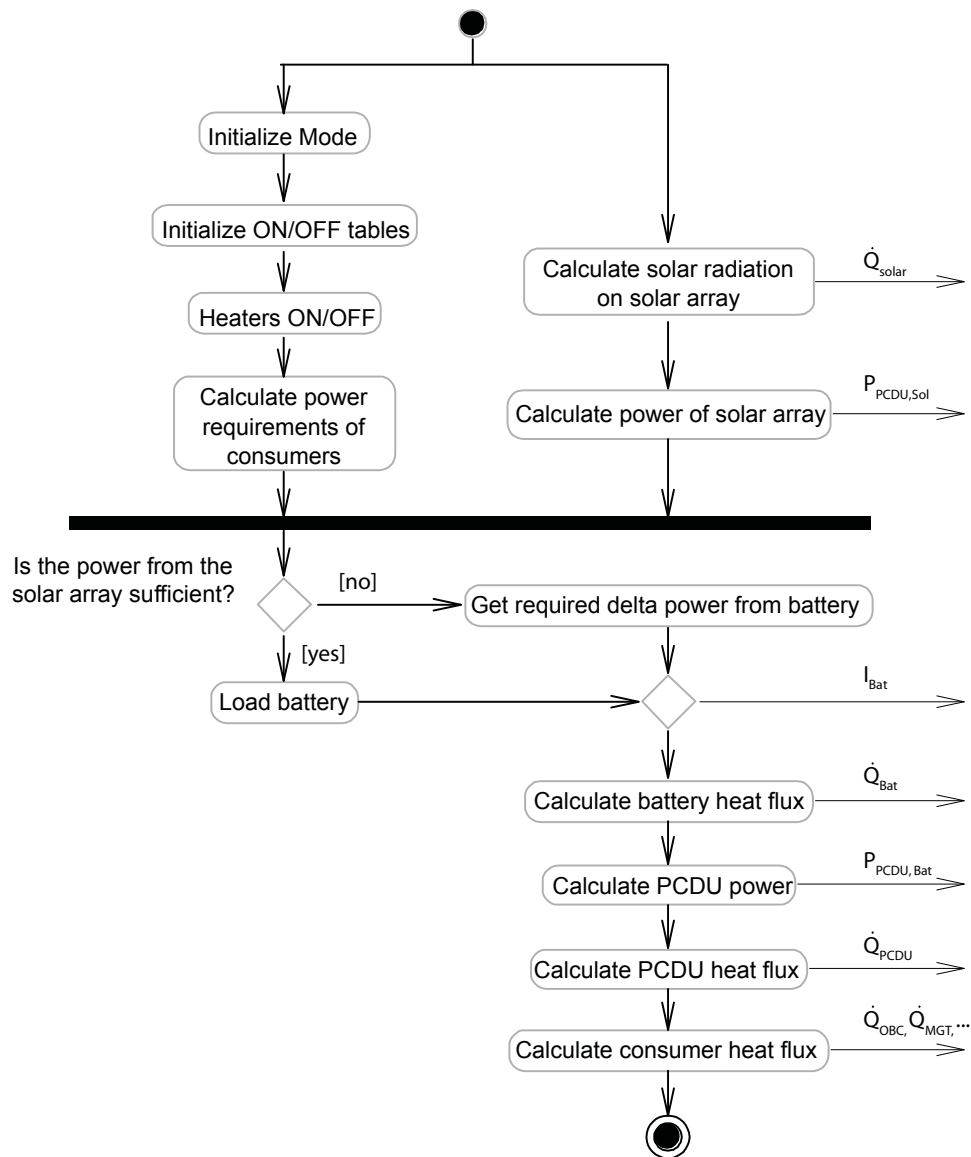 Initialize Mode
Initialize ON/OFF tables
Heaters ON/OFF
Calculate power
requirements of
consumers
Calculate solar radiation
on solar array
Q̇solar
Calculate power of solar array
PPCDU,Sol
Is the power from the
solar array sufficient?
[no]
[yes]
Get required delta power from battery
Load battery
IBat
Calculate battery heat flux
Q̇Bat
Calculate PCDU power
PPCDU, Bat
Calculate PCDU heat flux
Q̇PCDU
Calculate consumer heat flux
Q̇OBC, Q̇MGT, ...